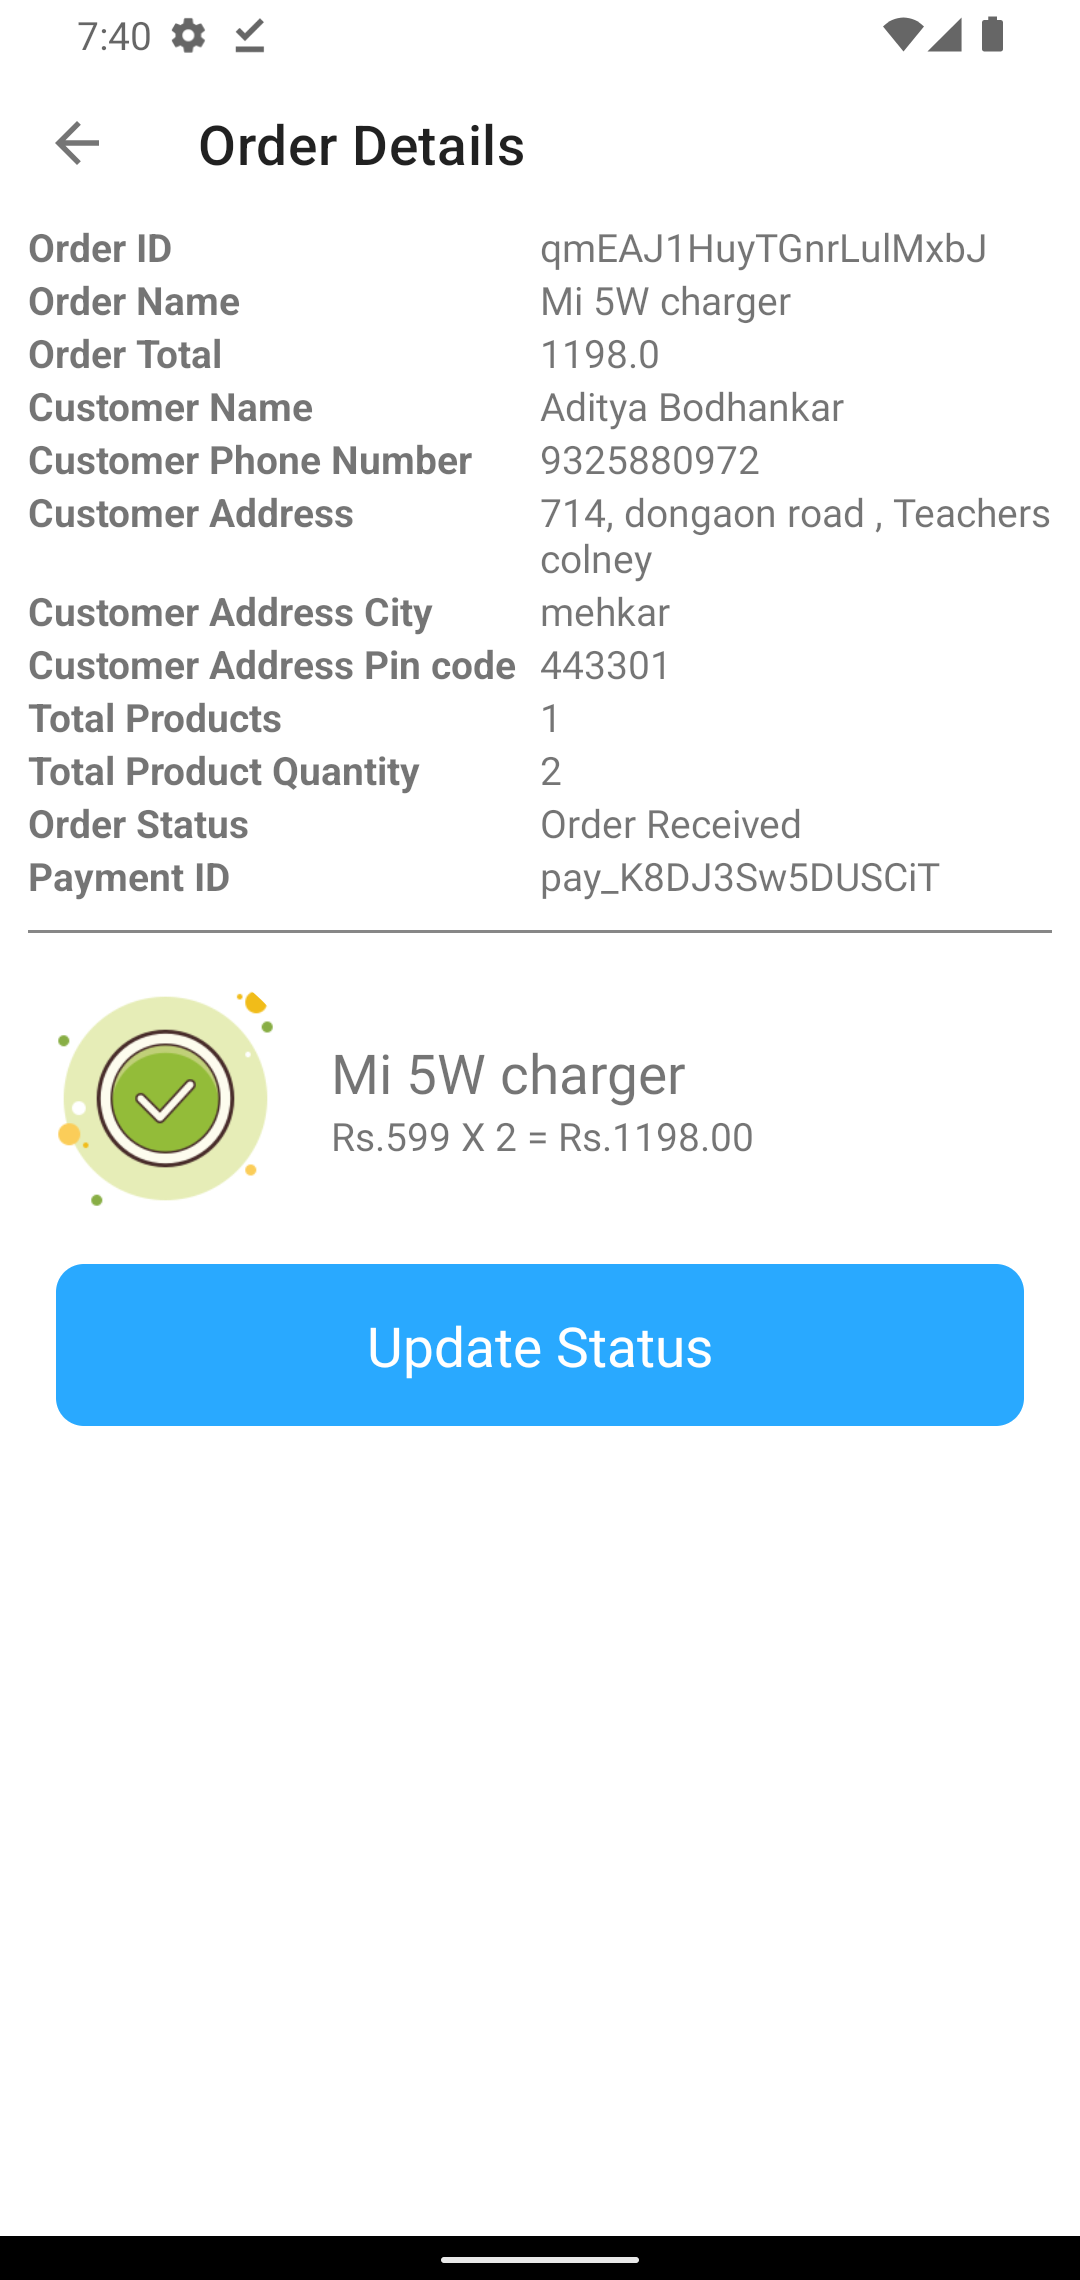 7:40
Order Details
Order ID qmEAJ1HuyTGnrLulMxbJ
Order Name Mi 5W charger
Order Total 1198.0
Customer Name Aditya Bodhankar
Customer Phone Number 9325880972
Customer Address 714, dongaon road , Teachers
colney
Customer Address City mehkar
Customer Address Pin code 443301
Total Products 1
Total Product Quantity 2
Order Status Order Received
Payment ID pay_K8DJ3Sw5DUSCiT
Mi 5W charger
Rs.599 X 2 = Rs.1198.00
Update Status